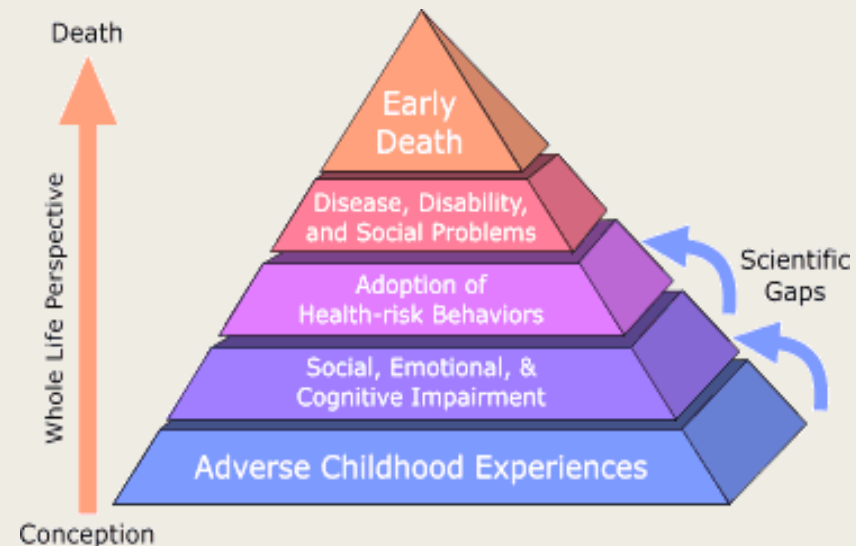 Death
Early
Death
Disease, Disability,
and Social Problems
Adoption of
Health-risk Behaviors
Social, Emotional, &
Cognitive Impairment
Adverse Childhood Experiences
Scientific
Gaps
Whole Life Perspective
Conception